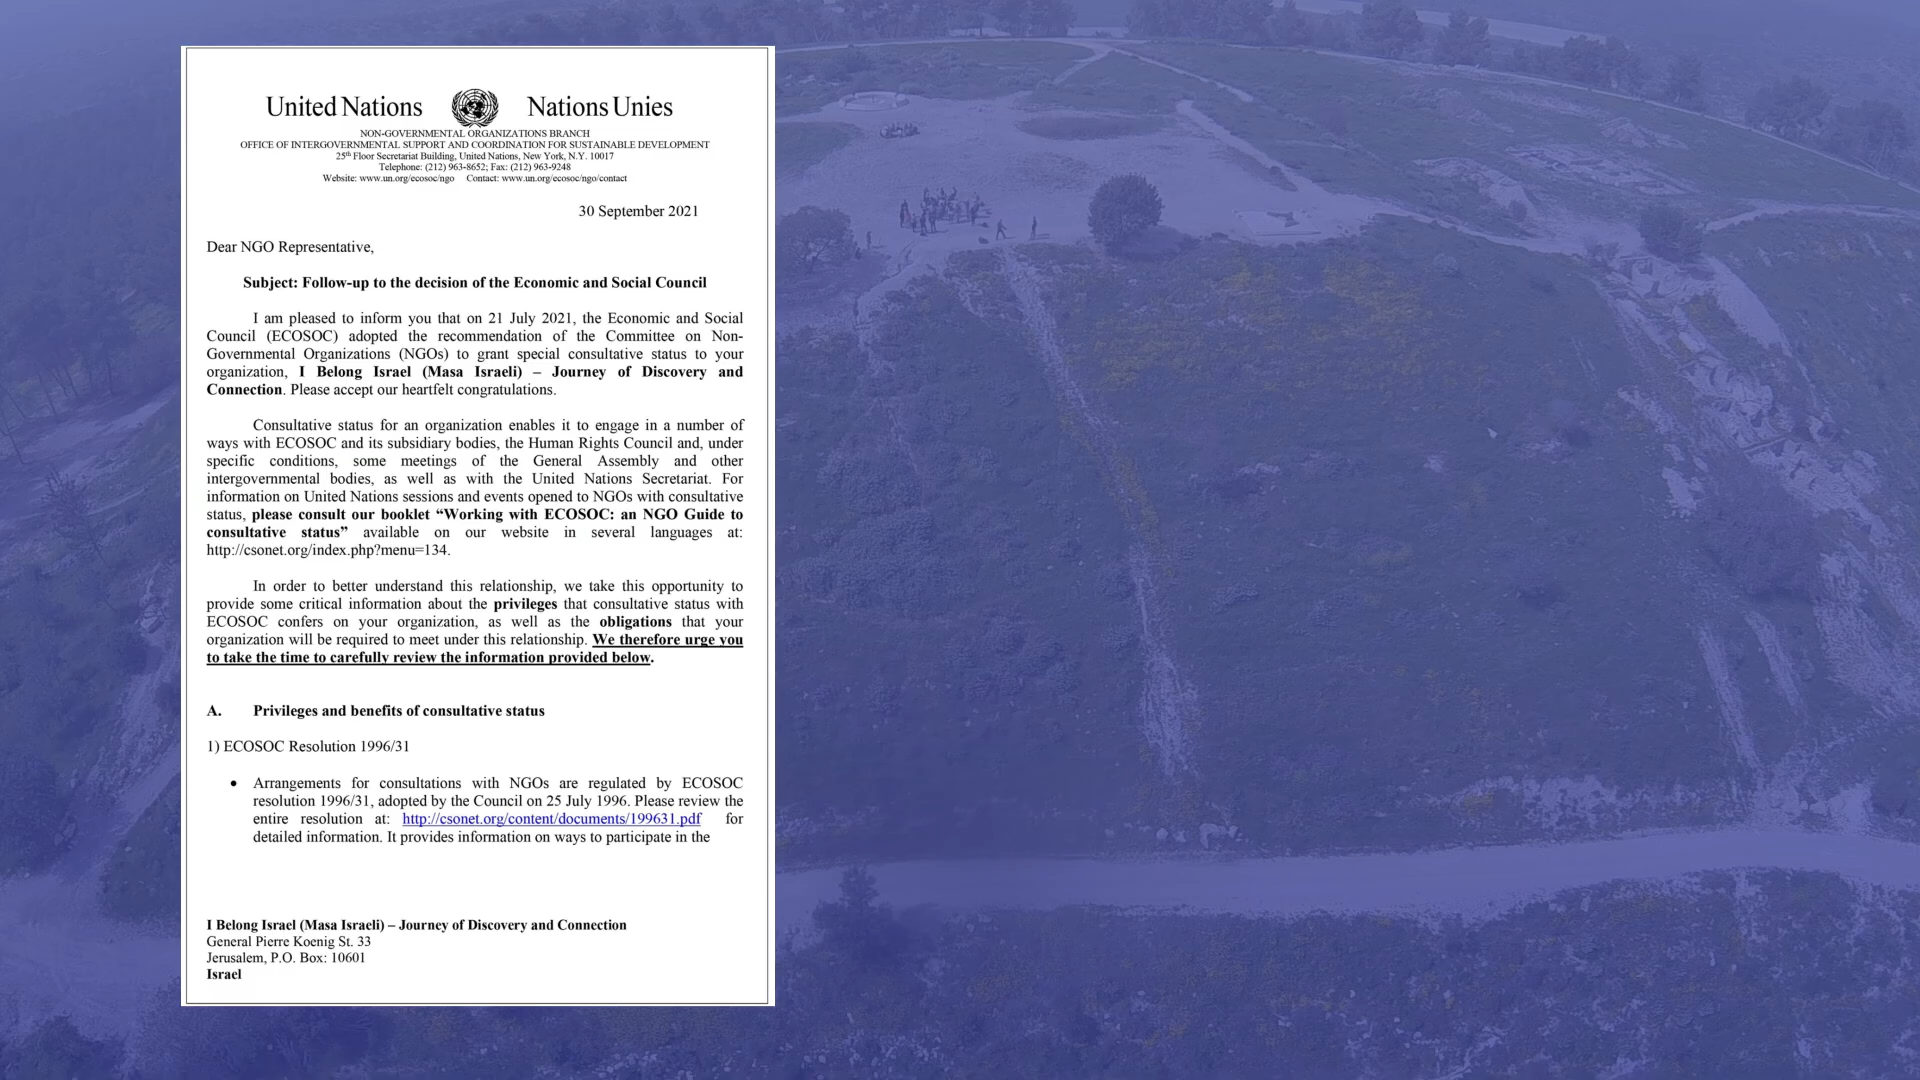 United Nations Nations Unies
NON-GOVERNMENTAL ORGANIZATIONS BRANCH
OFFICE OF INTERGOVERNMENTAL SUPPORT AND COORDINATION FOR SUSTAINABLE DEVELOPMENT
25th Floor Secretariat Building, United Nations, New York, N.Y. 10017
Telephone: (212) 963-8652; Fax: (212) 963-9248
Website: www.un.org/ecosoc/ngo Contact: www.un.org/ecosoc/ngo/contact
30 September 2021
Dear NGO Representative,
Subject: Follow-up to the decision of the Economic and Social Council
I am pleased to inform you that on 21 July 2021, the Economic and Social
Council (ECOSOC) adopted the recommendation of the Committee on Non-
Governmental Organizations (NGOs) to grant special consultative status to your
organization, I Belong Israel (Masa Israeli) – Journey of Discovery and
Connection. Please accept our heartfelt congratulations.
Consultative status for an organization enables it to engage in a number of
ways with ECOSOC and its subsidiary bodies, the Human Rights Council and, under
specific conditions, some meetings of the General Assembly and other
intergovernmental bodies, as well as with the United Nations Secretariat. For
information on United Nations sessions and events opened to NGOs with consultative
status, please consult our booklet “Working with ECOSOC: an NGO Guide to
consultative status” available on our website in several languages at:
http://csonet.org/index.php?menu=134.
In order to better understand this relationship, we take this opportunity to
provide some critical information about the privileges that consultative status with
ECOSOC confers on your organization, as well as the obligations that your
organization will be required to meet under this relationship. We therefore urge you
to take the time to carefully review the information provided below.
A. Privileges and benefits of consultative status
1) ECOSOC Resolution 1996/31
• Arrangements for consultations with NGOs are regulated by ECOSOC
resolution 1996/31, adopted by the Council on 25 July 1996. Please review the
entire resolution at: http://csonet.org/content/documents/199631.pdf for
detailed information. It provides information on ways to participate in the
I Belong Israel (Masa Israeli) – Journey of Discovery and Connection
General Pierre Koenig St. 33
Jerusalem, P.O. Box: 10601
Israel